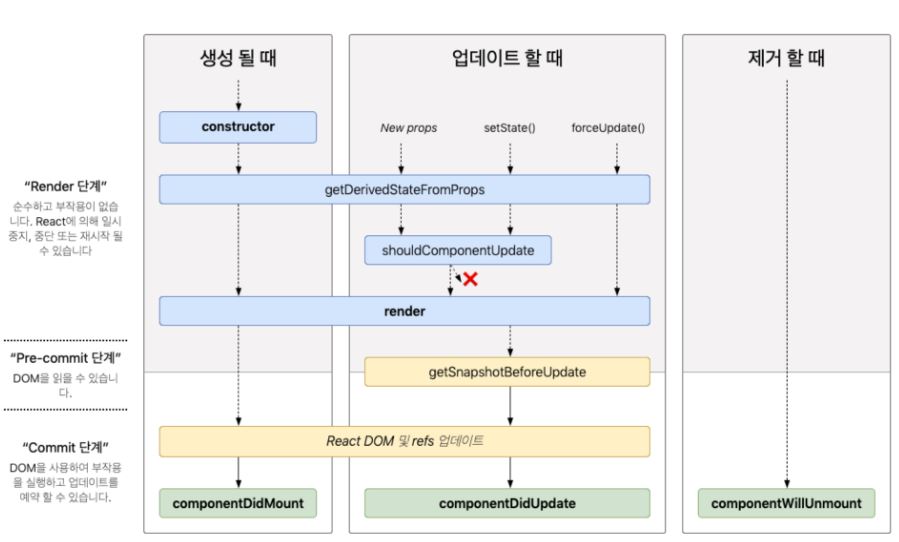 생성 될 때
업데이트 할 때
제거 할 때
constructor
New props
setState()
forceUpdate()
“Render 단계”
순수하고 부작용이 없습
니다. React에 의해 일시
중지, 중단 또는 재시작 될
수 있습니다
getDerivedStateFromProps
shouldComponentUpdate
render
“Pre-commit 단계”
DOM을 읽을 수 있습니
다.
getSnapshotBeforeUpdate
“Commit 단계”
DOM을 사용하여 부작용
을 실행하고 업데이트를
예약 할 수 있습니다.
React DOM 및 refs 업데이트
componentDidMount
componentDidUpdate
componentWillUnmount